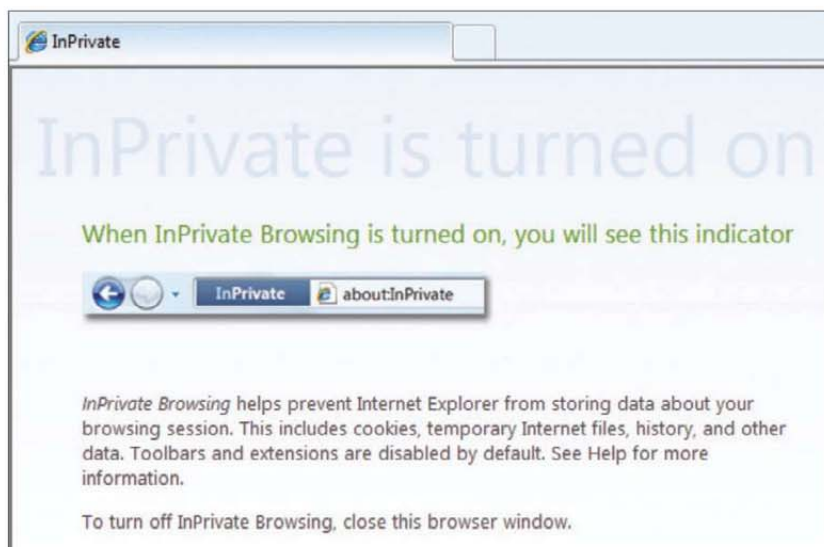 InPrivate
InPrivate is turned on
When InPrivate Browsing is turned on, you will see this indicator
InPrivate about:InPrivate
InPrivate Browsing helps prevent Internet Explorer from storing data about your
browsing session. This includes cookies, temporary Internet files, history, and other
data. Toolbars and extensions are disabled by default. See Help for more
information.
To turn off InPrivate Browsing, close this browser window.